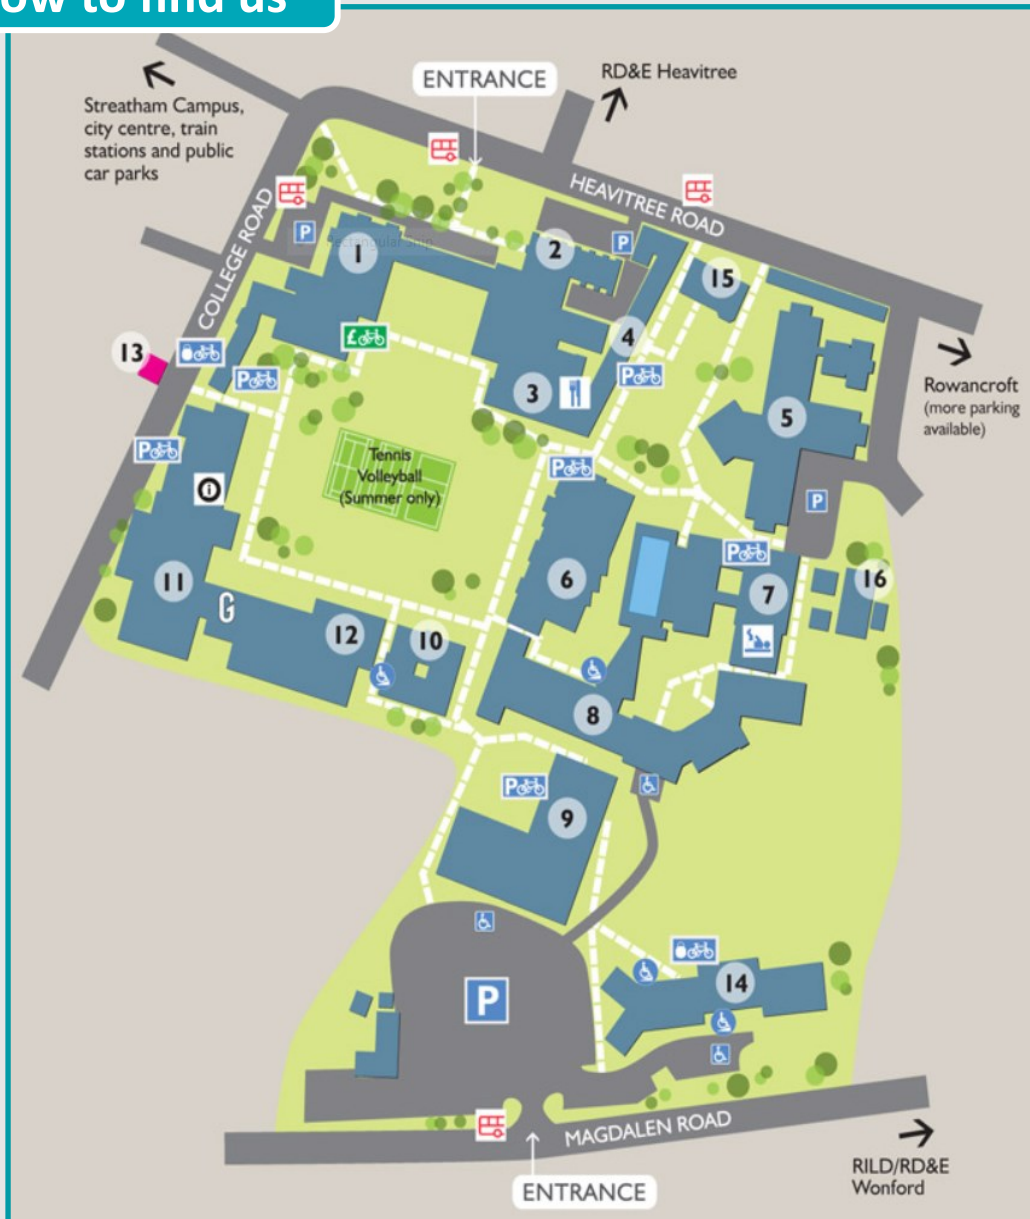 ow to find us
ENTRANCE
RD&E Heavitree
Streatham Campus,
city centre, train
stations and public
car parks
HEAVITREE ROAD
COLLEGE ROAD
P
1
2
P
15
4
£
13
P
3
P
5
Rowancroft
(more parking
available)
Tennis
Volleyball
(Summer only)
P
P
P
i
P
11
6
7
16
12
10
8
P
9
14
P
MAGDALEN ROAD
RILD/RD&E
Wonford
ENTRANCE